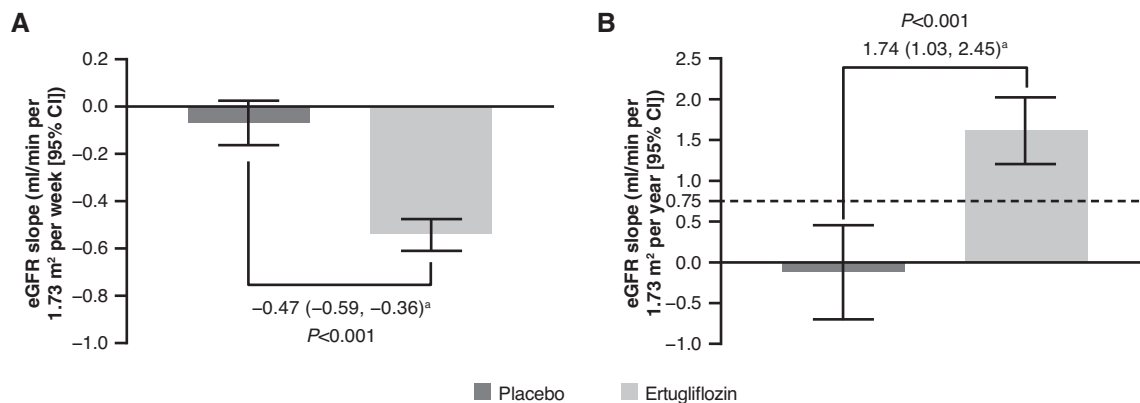 A
eGFR slope (ml/min per
1.73 m² per week [95% CI])
0.2
0.0
−0.2
−0.4
−0.6
−0.8
−1.0
−0.47 (−0.59, −0.36)ᵃ
P<0.001
B
P<0.001
1.74 (1.03, 2.45)ᵃ
eGFR slope (ml/min per
1.73 m² per year [95% CI])
2.5
2.0
1.5
1.0
0.75
0.5
0.0
−0.5
−1.0
Placebo
Ertugliflozin